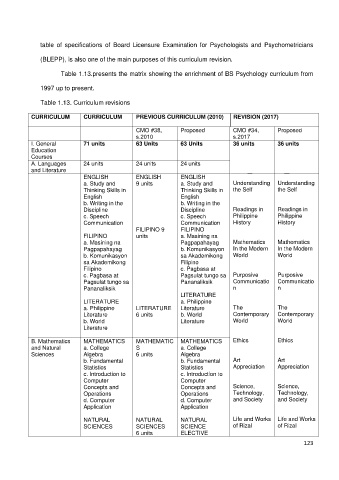 table of specifications of Board Licensure Examination for Psychologists and Psychometricians
(BLEPP), is also one of the main purposes of this curriculum revision.
Table 1.13.presents the matrix showing the enrichment of BS Psychology curriculum from
1997 up to present.
Table 1.13, Curriculum revisions
CURRICULUM CURRICULUM PREVIOUS CURRICULUM (2010) REVISION (2017)
CMO #38, s.2010 Proposed CMO #34, s.2017 Proposed
I. General Education Courses 71 units 63 Units 63 Units 36 units 36 units
A. Languages and Literature 24 units 24 units 24 units
ENGLISH
a. Study and
Thinking Skills in
English
b. Writing in the
Discipline
c. Speech
Communication
FILIPINO
a. Masining na
Pagpapahayag
b. Komunikasyon
sa Akademikong
Filipino
c. Pagbasa at
Pagsulat tungo sa
Pananaliksik
LITERATURE
a. Philippine
Literature
b. World
Literature
ENGLISH
9 units
FILIPINO 9
units
LITERATURE
6 units
ENGLISH
a. Study and
Thinking Skills in
English
b. Writing in the
Discipline
c. Speech
Communication
FILIPINO
a. Masining na
Pagpapahayag
b. Komunikasyon
sa Akademikong
Filipino
c. Pagbasa at
Pagsulat tungo sa
Pananaliksik
LITERATURE
a. Philippine
Literature
b. World
Literature
Understanding
the Self
Readings in
Philippine
History
Mathematics
In the Modern
World
Purposive
Communicatio
n
The
Contemporary
World
Understanding
the Self
Readings in
Philippine
History
Mathematics
In the Modern
World
Purposive
Communicatio
n
The
Contemporary
World
B. Mathematics
and Natural
Sciences
MATHEMATICS
a. College
Algebra
b. Fundamental
Statistics
c. Introduction to
Computer
Concepts and
Operations
d. Computer
Application
NATURAL
SCIENCES
MATHEMATIC
S
6 units
NATURAL
SCIENCES
6 units
MATHEMATICS
a. College
Algebra
b. Fundamental
Statistics
c. Introduction to
Computer
Concepts and
Operations
d. Computer
Application
NATURAL
SCIENCE
ELECTIVE
Ethics
Art
Appreciation
Science,
Technology,
and Society
Life and Works
of Rizal
Ethics
Art
Appreciation
Science,
Technology,
and Society
Life and Works
of Rizal
123